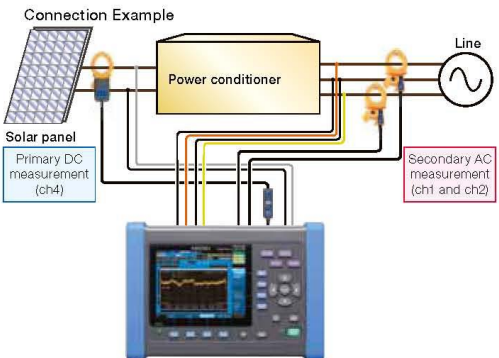 Connection Example
Line
Power conditioner
Solar panel
Primary DC
measurement
(ch4)
Secondary AC
measurement
(ch1 and ch2)